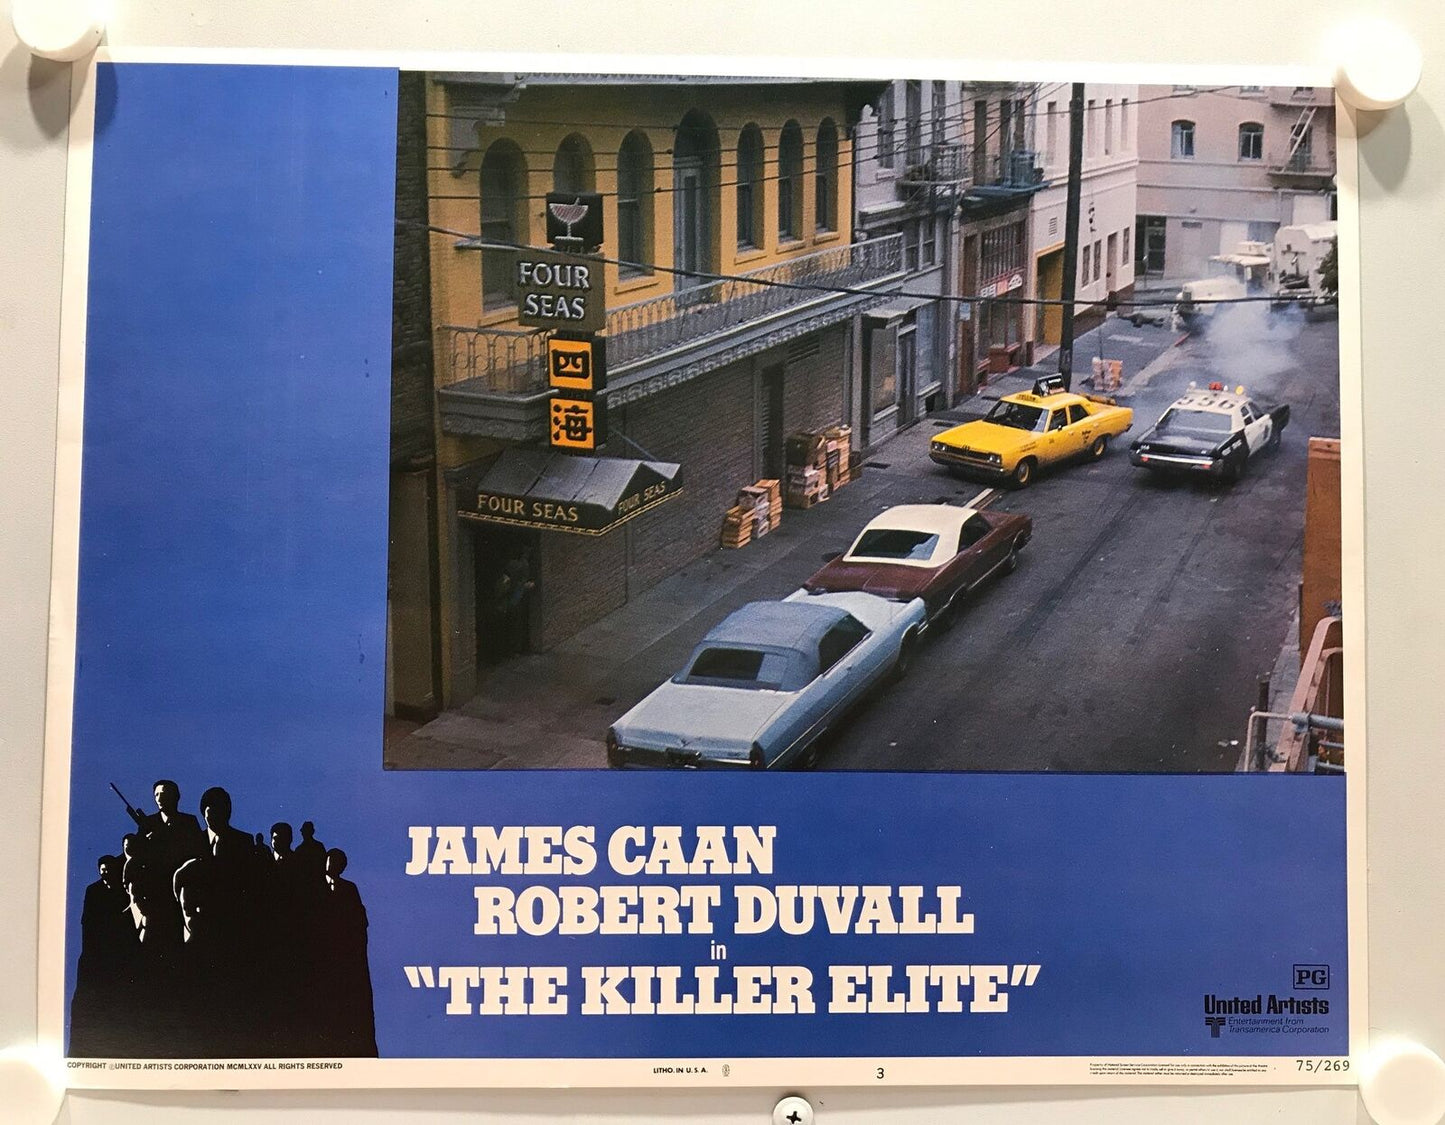 FOUR
SEAS
四
海
FOUR SEAS
FOUR SEAS
JAMES CAAN
ROBERT DUVALL
in
"THE KILLER ELITE"
PG
United Artists
Entertainment from
Transamerica Corporation
COPYRIGHT ©UNITED ARTISTS CORPORATION MCMLXXV ALL RIGHTS RESERVED
LITHO. IN U. S. A.
3
75/269